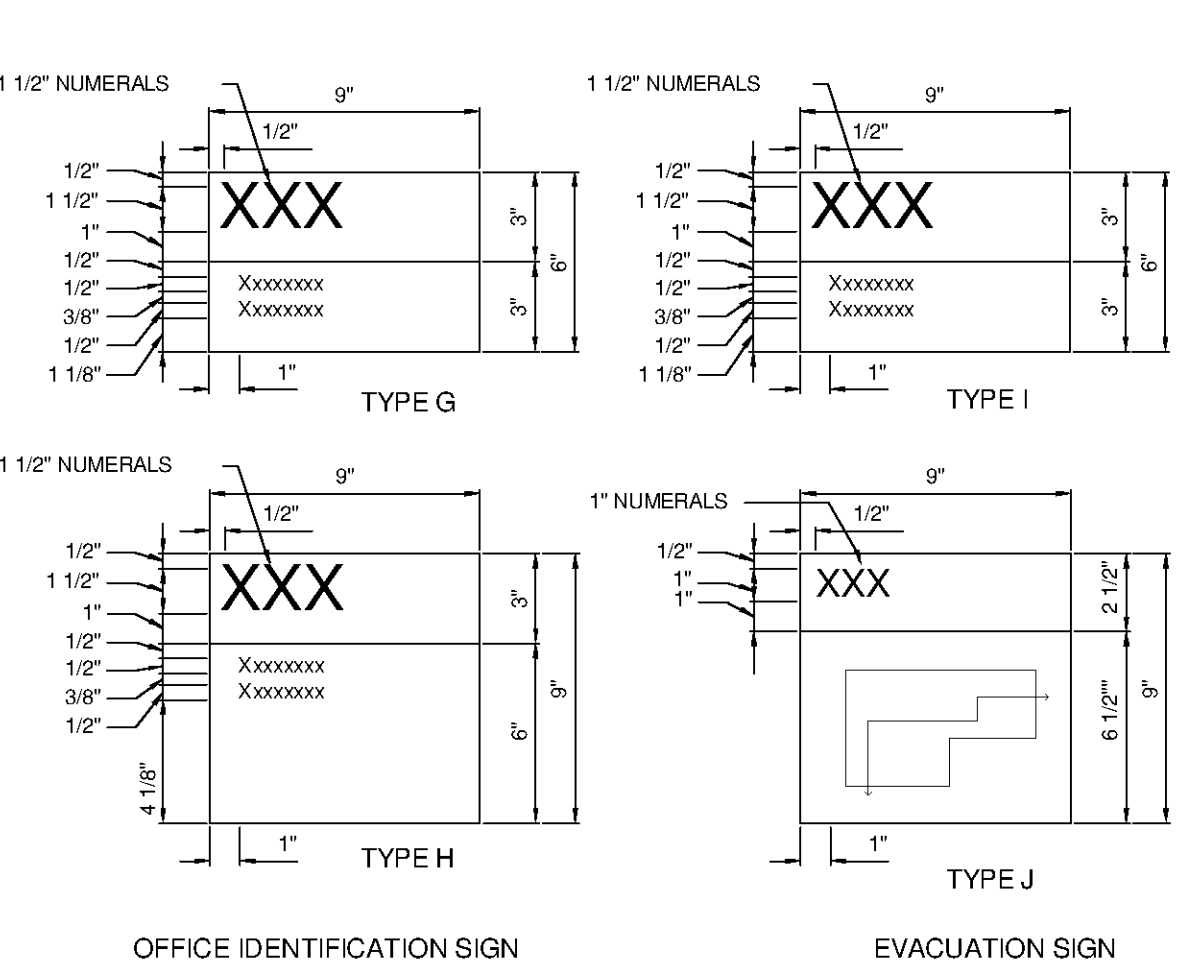 1 1/2" NUMERALS
9"
1/2"
1/2"
1 1/2"
1"
1/2"
1/2"
3/8"
1/2"
1 1/8"
XXX
Xxxxxxxx
Xxxxxxxx
3"
3"
6"
1"
TYPE G
1 1/2" NUMERALS
9"
1/2"
1/2"
1 1/2"
1"
1/2"
1/2"
3/8"
1/2"
1 1/8"
XXX
Xxxxxxxx
Xxxxxxxx
3"
3"
6"
1"
TYPE I
1 1/2" NUMERALS
9"
1/2"
1/2"
1 1/2"
1"
1/2"
1/2"
3/8"
1/2"
4 1/8"
XXX
Xxxxxxxx
Xxxxxxxx
3"
6"
9"
1"
TYPE H
1" NUMERALS
9"
1/2"
1/2"
1"
1"
XXX
2 1/2"
6 1/2""
9"
1"
TYPE J
OFFICE IDENTIFICATION SIGN
EVACUATION SIGN